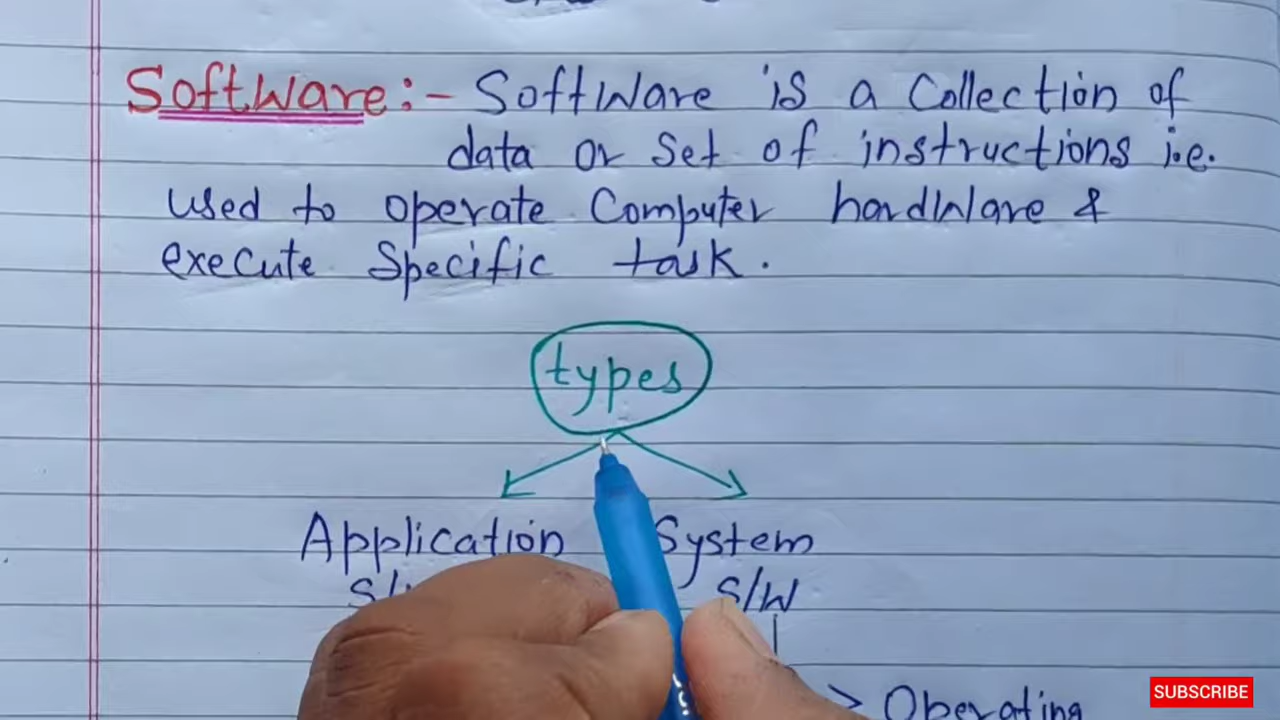 Software:- Software is a Collection of
data or Set of instructions i.e.
used to operate Computer hardware &
execute Specific task.
types
Application System
S/W
> Operating
SUBSCRIBE